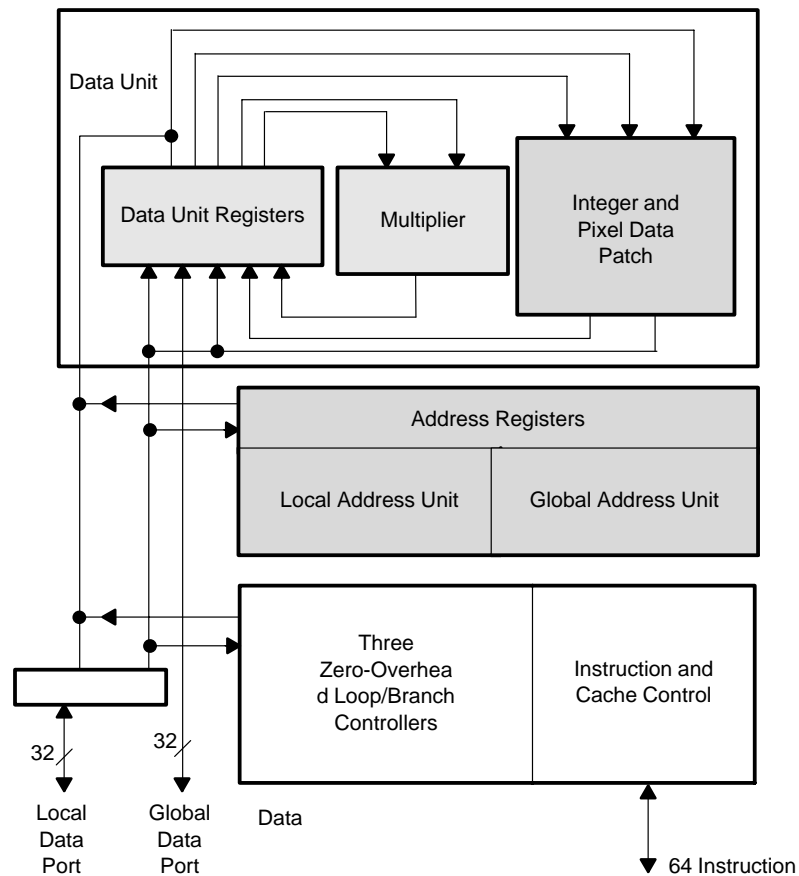 Data Unit
Data Unit Registers
Multiplier
Integer and
Pixel Data
Patch
Address Registers
Local Address Unit
Global Address Unit
Three
Zero-Overhea
d Loop/Branch
Controllers
Instruction and
Cache Control
32
32
Local
Data
Port
Global
Data
Port
Data
64 Instruction